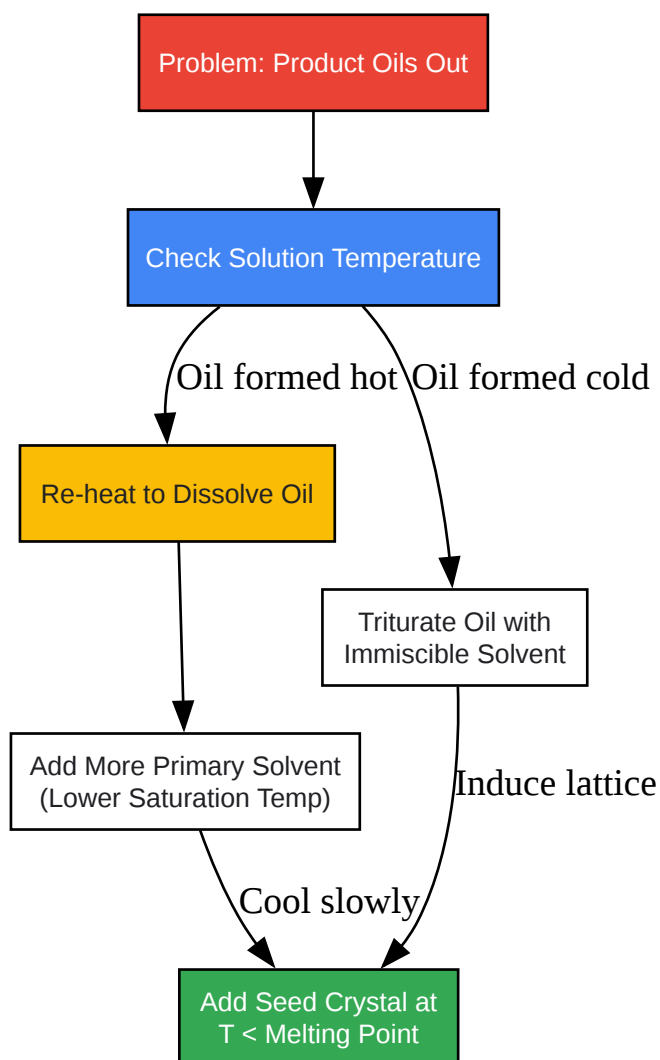 Problem: Product Oils Out
Check Solution Temperature
Oil formed hot
Oil formed cold
Re-heat to Dissolve Oil
Triturate Oil with
Immiscible Solvent
Add More Primary Solvent
(Lower Saturation Temp)
Induce lattice
Cool slowly
Add Seed Crystal at
T < Melting Point